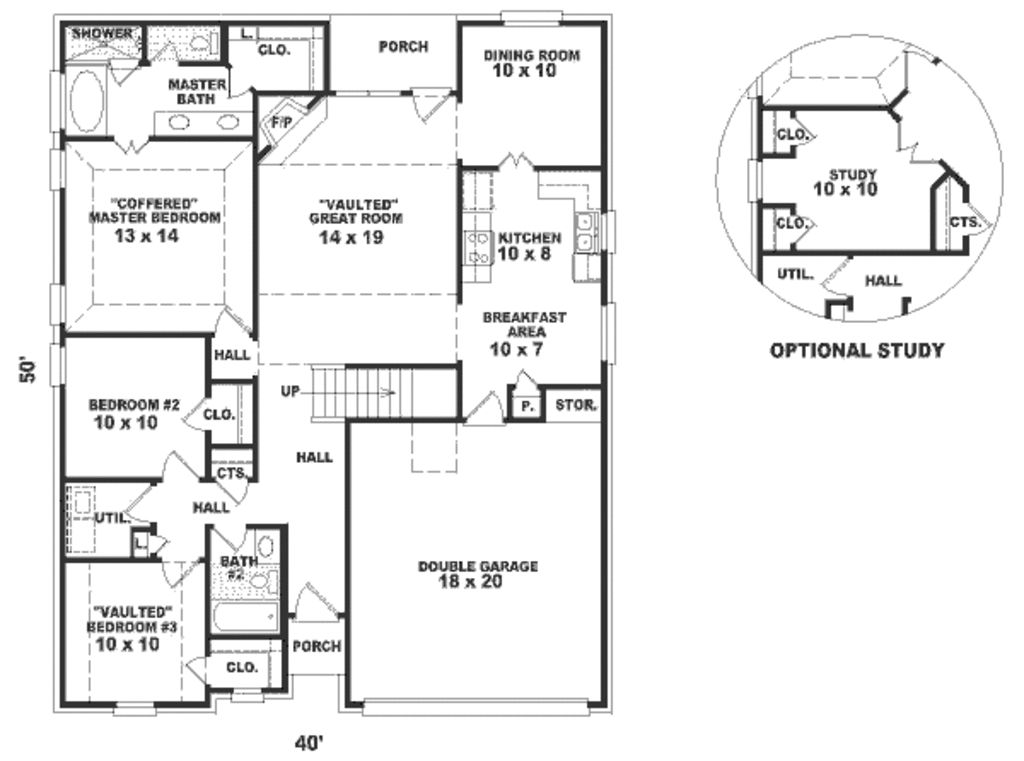 SHOWER
L.
CLO.
PORCH
DINING ROOM
10 x 10
MASTER
BATH
F/P
"COFFERED"
MASTER BEDROOM
13 x 14
"VAULTED"
GREAT ROOM
14 x 19
KITCHEN
10 x 8
BREAKFAST
AREA
10 x 7
HALL
50'
BEDROOM #2
10 x 10
CLO.
UP
P.
STOR.
HALL
CTS.
HALL
UTIL.
L.
BATH
#2
DOUBLE GARAGE
18 x 20
"VAULTED"
BEDROOM #3
10 x 10
PORCH
CLO.
40'
CLO.
STUDY
10 x 10
CLO.
CTS.
UTIL.
HALL
OPTIONAL STUDY